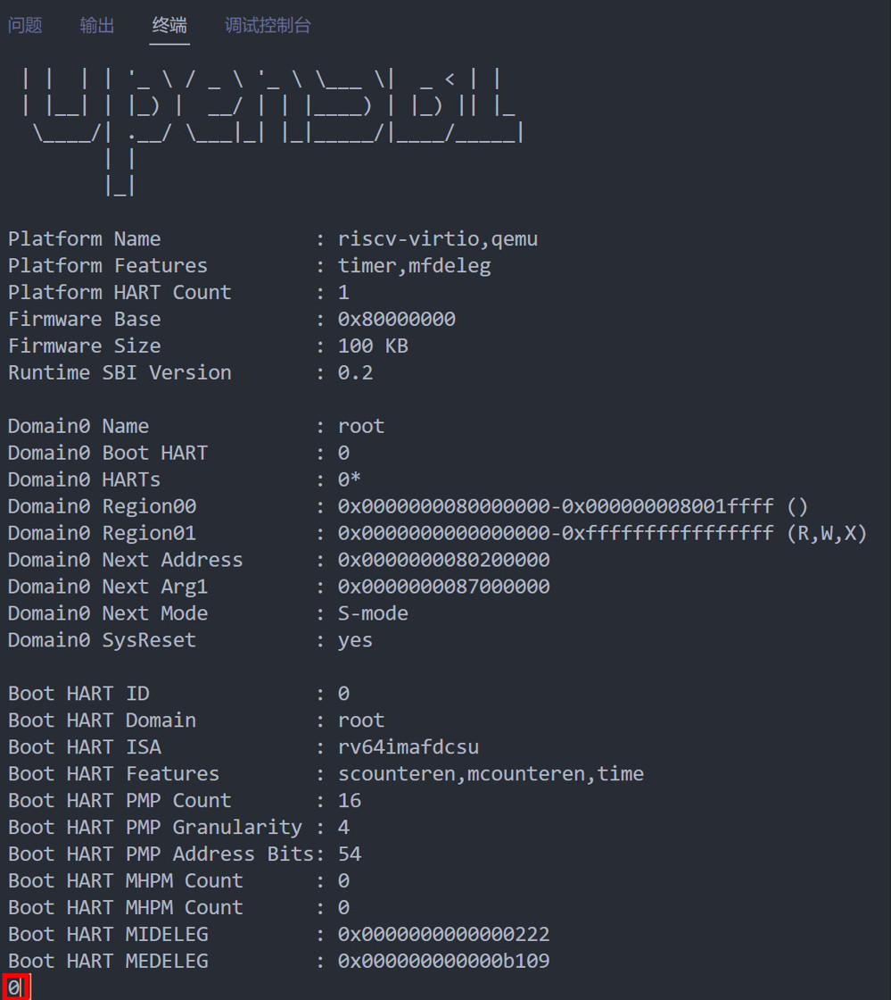 问题 输出 终端 调试控制台
 | |  | | '_ \ / _ \ '_ \ \___ \|  _ < | |
 | |__| | |_) |  __/ | | |____) | |_) || |_
  \____/| .__/ \___|_| |_|_____/|____/_____|
        | |
        |_|
Platform Name             : riscv-virtio,qemu
Platform Features         : timer,mfdeleg
Platform HART Count       : 1
Firmware Base             : 0x80000000
Firmware Size             : 100 KB
Runtime SBI Version       : 0.2
Domain0 Name              : root
Domain0 Boot HART         : 0
Domain0 HARTs             : 0*
Domain0 Region00          : 0x0000000080000000-0x000000008001ffff ()
Domain0 Region01          : 0x0000000000000000-0xffffffffffffffff (R,W,X)
Domain0 Next Address      : 0x0000000080200000
Domain0 Next Arg1         : 0x0000000087000000
Domain0 Next Mode         : S-mode
Domain0 SysReset          : yes
Boot HART ID              : 0
Boot HART Domain          : root
Boot HART ISA             : rv64imafdcsu
Boot HART Features        : scounteren,mcounteren,time
Boot HART PMP Count       : 16
Boot HART PMP Granularity : 4
Boot HART PMP Address Bits: 54
Boot HART MHPM Count      : 0
Boot HART MHPM Count      : 0
Boot HART MIDELEG         : 0x0000000000000222
Boot HART MEDELEG         : 0x000000000000b109
0